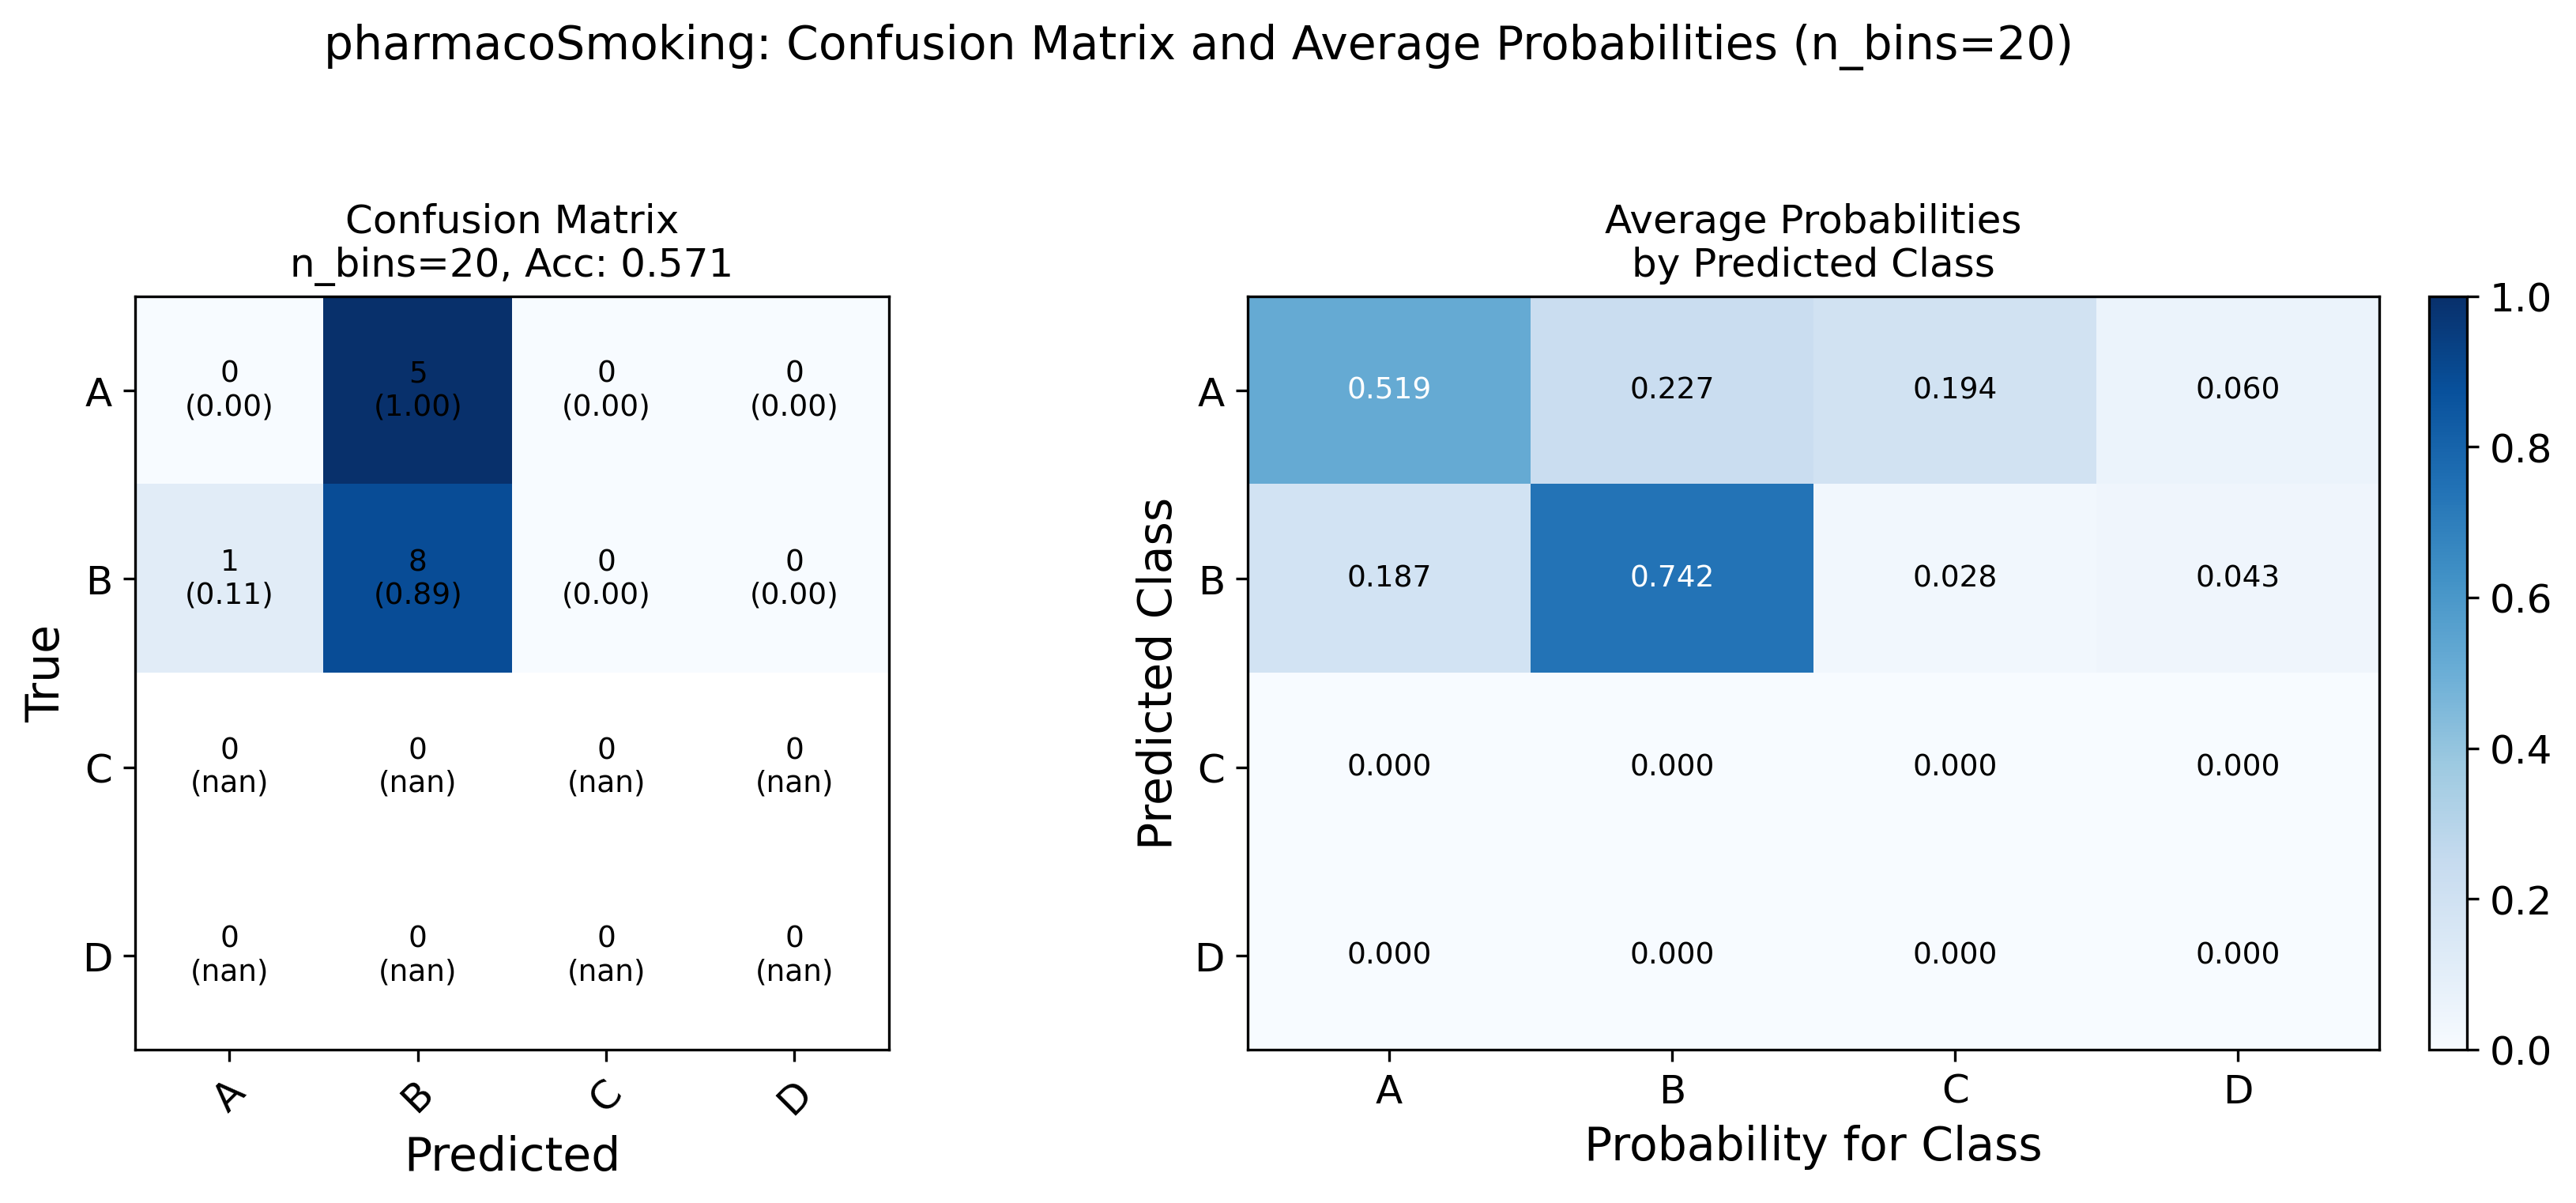 pharmacoSmoking: Confusion Matrix and Average Probabilities (n_bins=20)
Confusion Matrix
n_bins=20, Acc: 0.571
True
A
B
C
D
0 5 0 0
(0.00) (1.00) (0.00) (0.00)
1 8 0 0
(0.11) (0.89) (0.00) (0.00)
0 0 0 0
(nan) (nan) (nan) (nan)
0 0 0 0
(nan) (nan) (nan) (nan)
A B C D
Predicted
Average Probabilities
by Predicted Class
Predicted Class
A 0.519 0.227 0.194 0.060
B 0.187 0.742 0.028 0.043
C 0.000 0.000 0.000 0.000
D 0.000 0.000 0.000 0.000
A B C D
Probability for Class
1.0
0.8
0.6
0.4
0.2
0.0